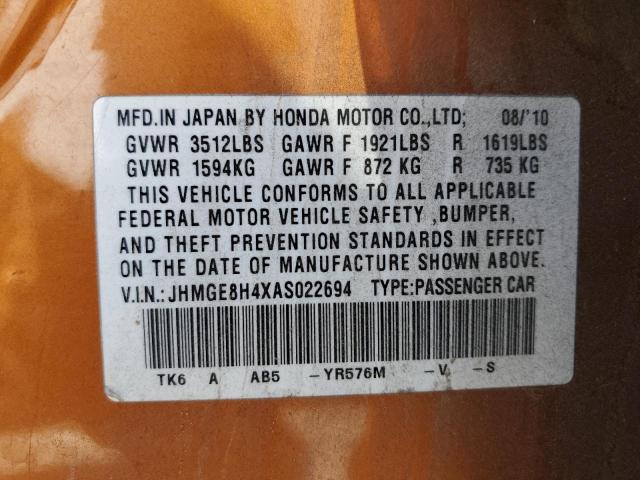 MFD.IN JAPAN BY HONDA MOTOR CO.,LTD; 08/'10
GVWR 3512LBS GAWR F 1921LBS R 1619LBS
GVWR 1594KG GAWR F 872 KG R 735 KG
THIS VEHICLE CONFORMS TO ALL APPLICABLE
FEDERAL MOTOR VEHICLE SAFETY ,BUMPER,
AND THEFT PREVENTION STANDARDS IN EFFECT
ON THE DATE OF MANUFACTURE SHOWN ABOVE.
V.I.N.:JHMGE8H4XAS022694 TYPE:PASSENGER CAR
TK6 A AB5 -YR576M -V -S